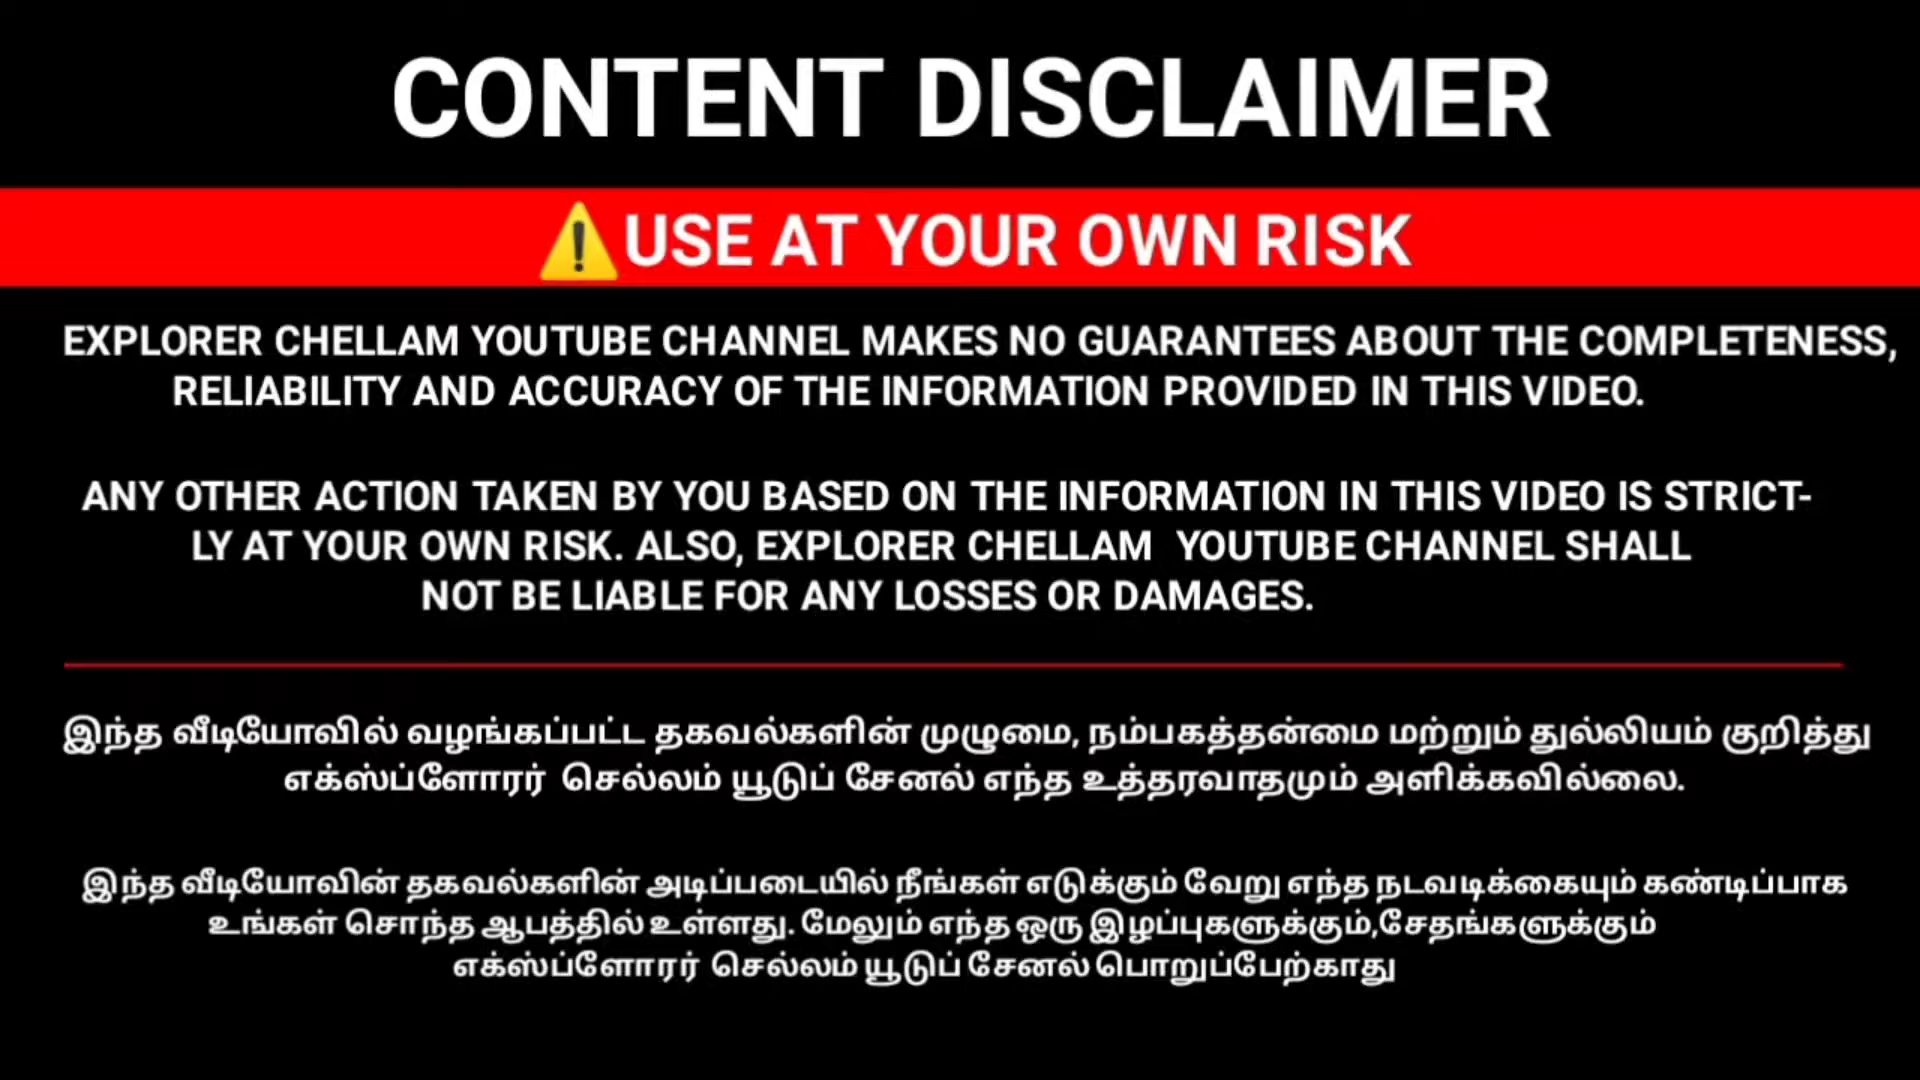 CONTENT DISCLAIMER
⚠️USE AT YOUR OWN RISK
EXPLORER CHELLAM YOUTUBE CHANNEL MAKES NO GUARANTEES ABOUT THE COMPLETENESS,
RELIABILITY AND ACCURACY OF THE INFORMATION PROVIDED IN THIS VIDEO.
ANY OTHER ACTION TAKEN BY YOU BASED ON THE INFORMATION IN THIS VIDEO IS STRICT-
LY AT YOUR OWN RISK. ALSO, EXPLORER CHELLAM YOUTUBE CHANNEL SHALL
NOT BE LIABLE FOR ANY LOSSES OR DAMAGES.
இந்த வீடியோவில் வழங்கப்பட்ட தகவல்களின் முழுமை, நம்பகத்தன்மை மற்றும் துல்லியம் குறித்து
எக்ஸ்ப்ளோரர் செல்லம் யூடுப் சேனல் எந்த உத்தரவாதமும் அளிக்கவில்லை.
இந்த வீடியோவின் தகவல்களின் அடிப்படையில் நீங்கள் எடுக்கும் வேறு எந்த நடவடிக்கையும் கண்டிப்பாக
உங்கள் சொந்த ஆபத்தில் உள்ளது. மேலும் எந்த ஒரு இழப்புகளுக்கும்,சேதங்களுக்கும்
எக்ஸ்ப்ளோரர் செல்லம் யூடுப் சேனல் பொறுப்பேற்காது